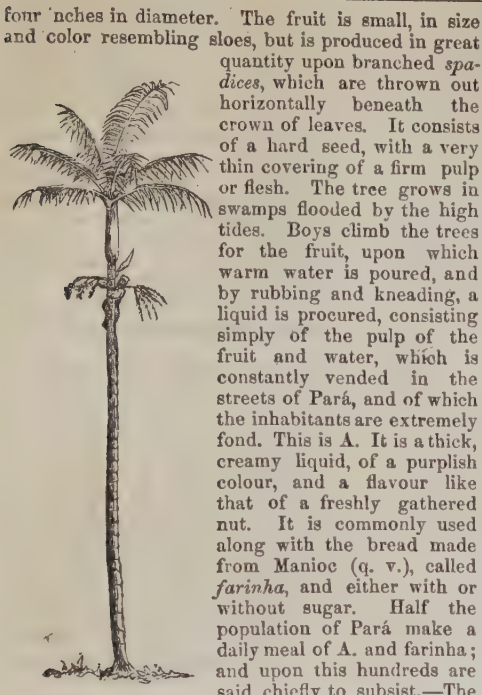 four 'nches in diameter. The fruit is small, in size
and color resembling sloes, but is produced in great
quantity upon branched spa-
dices, which are thrown out
horizontally beneath the
crown of leaves. It consists
of a hard seed, with a very
thin covering of a firm pulp
or flesh. The tree grows in
swamps flooded by the high
tides. Boys climb the trees
for the fruit, upon which
warm water is poured, and
by rubbing and kneading, a
liquid is procured, consisting
simply of the pulp of the
fruit and water, which is
constantly vended in the
streets of Pará, and of which
the inhabitants are extremely
fond. This is A. It is a thick,
creamy liquid, of a purplish
colour, and a flavour like
that of a freshly gathered
nut. It is commonly used
along with the bread made
from Manioc (q. v.), called
farinha, and either with or
without sugar. Half the
population of Pará make a
daily meal of A. and farinha;
and upon this hundreds are
said chiefly to subsist.—The